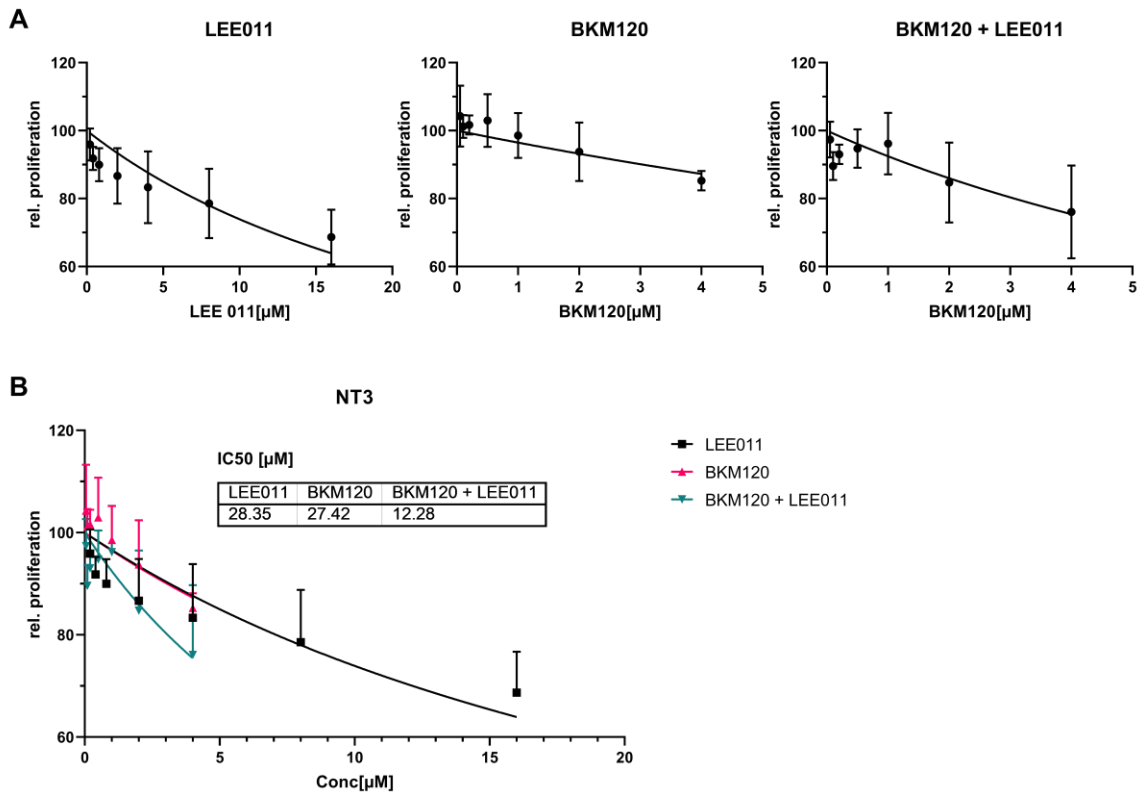 A
LEE011
BKM120
BKM120 + LEE011
rel. proliferation
120
100
80
60
0
5
10
15
20
LEE 011[µM]
rel. proliferation
120
100
80
60
0
1
2
3
4
5
BKM120[µM]
rel. proliferation
120
100
80
60
0
1
2
3
4
5
BKM120[µM]
B
NT3
rel. proliferation
120
100
80
60
0
5
10
15
20
Conc[µM]
IC50 [µM]
LEE011 BKM120 BKM120 + LEE011
28.35 27.42 12.28
LEE011
BKM120
BKM120 + LEE011